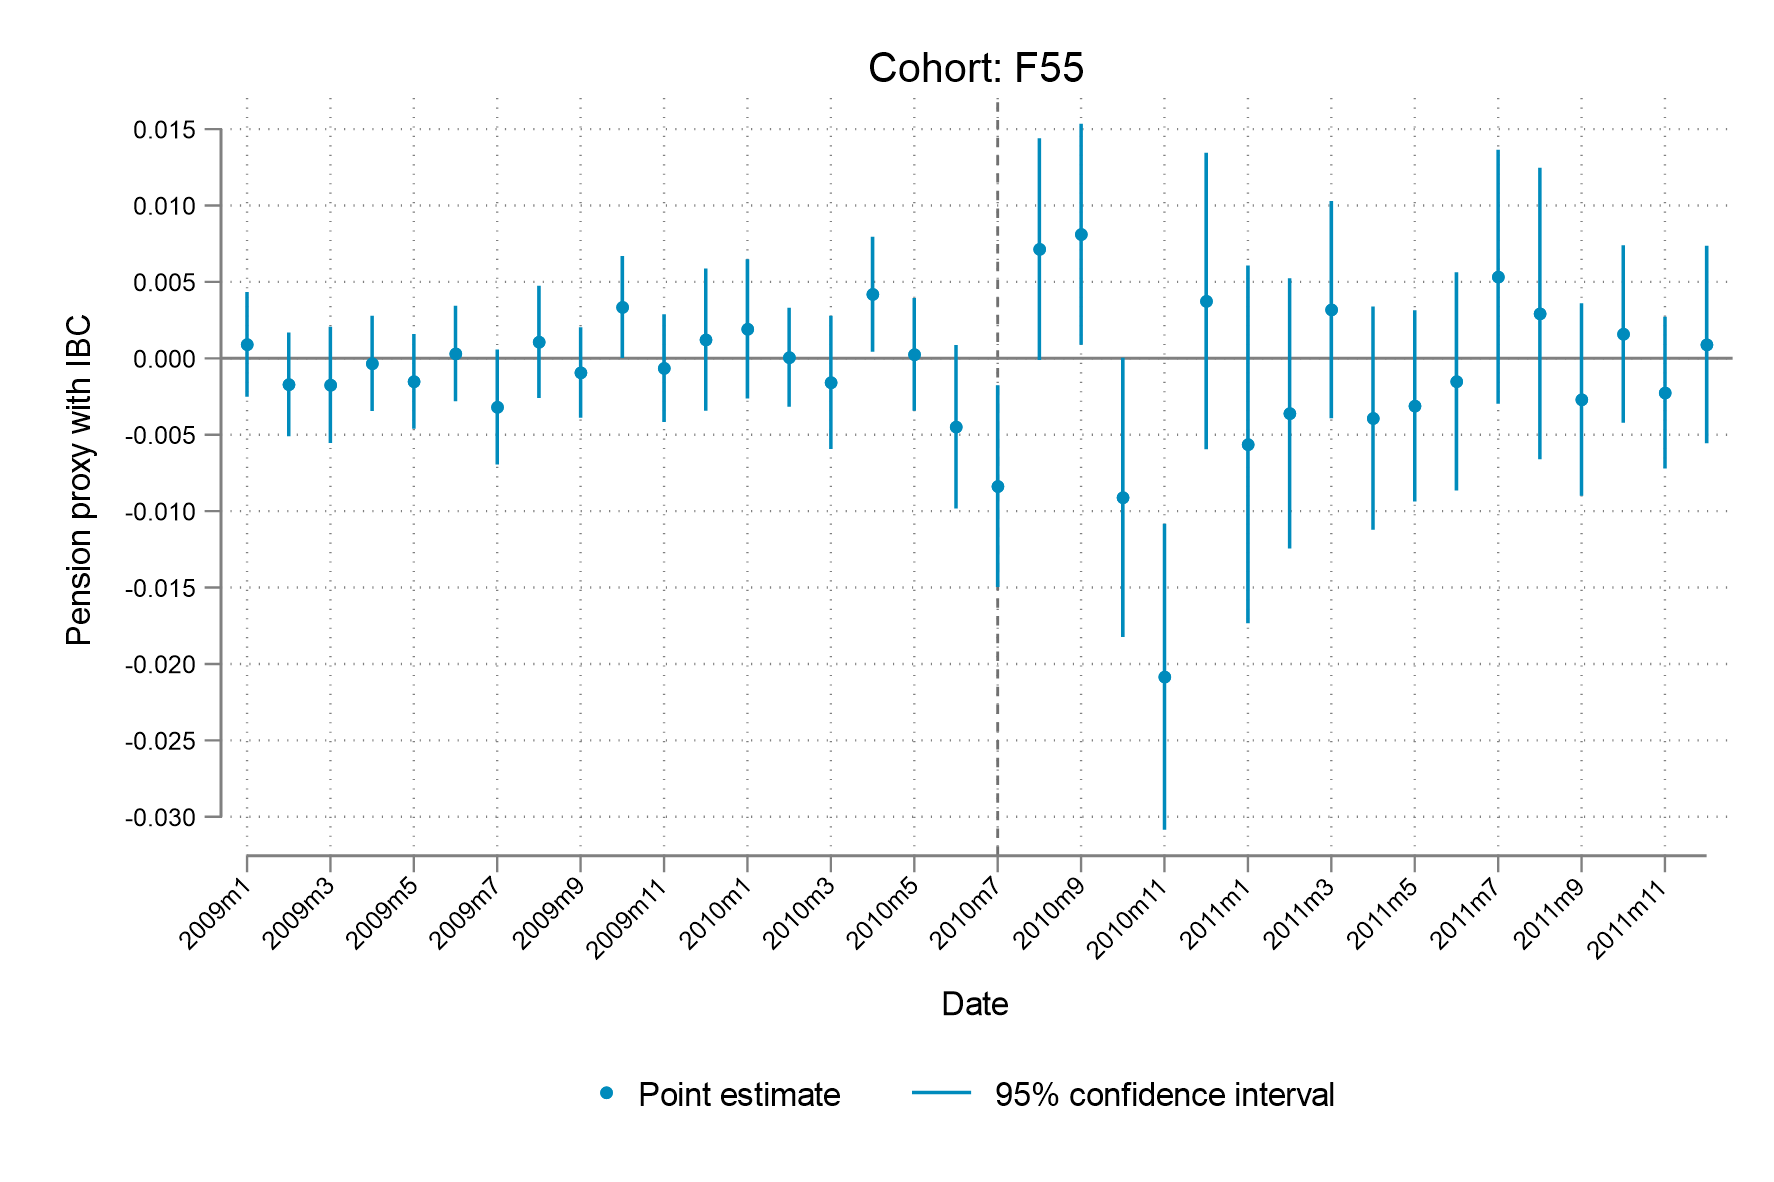 Cohort: F55
Pension proxy with IBC
0.015
0.010
0.005
0.000
-0.005
-0.010
-0.015
-0.020
-0.025
-0.030
2009m1
2009m3
2009m5
2009m7
2009m9
2009m11
2010m1
2010m3
2010m5
2010m7
2010m9
2010m11
2011m1
2011m3
2011m5
2011m7
2011m9
2011m11
Date
Point estimate
95% confidence interval